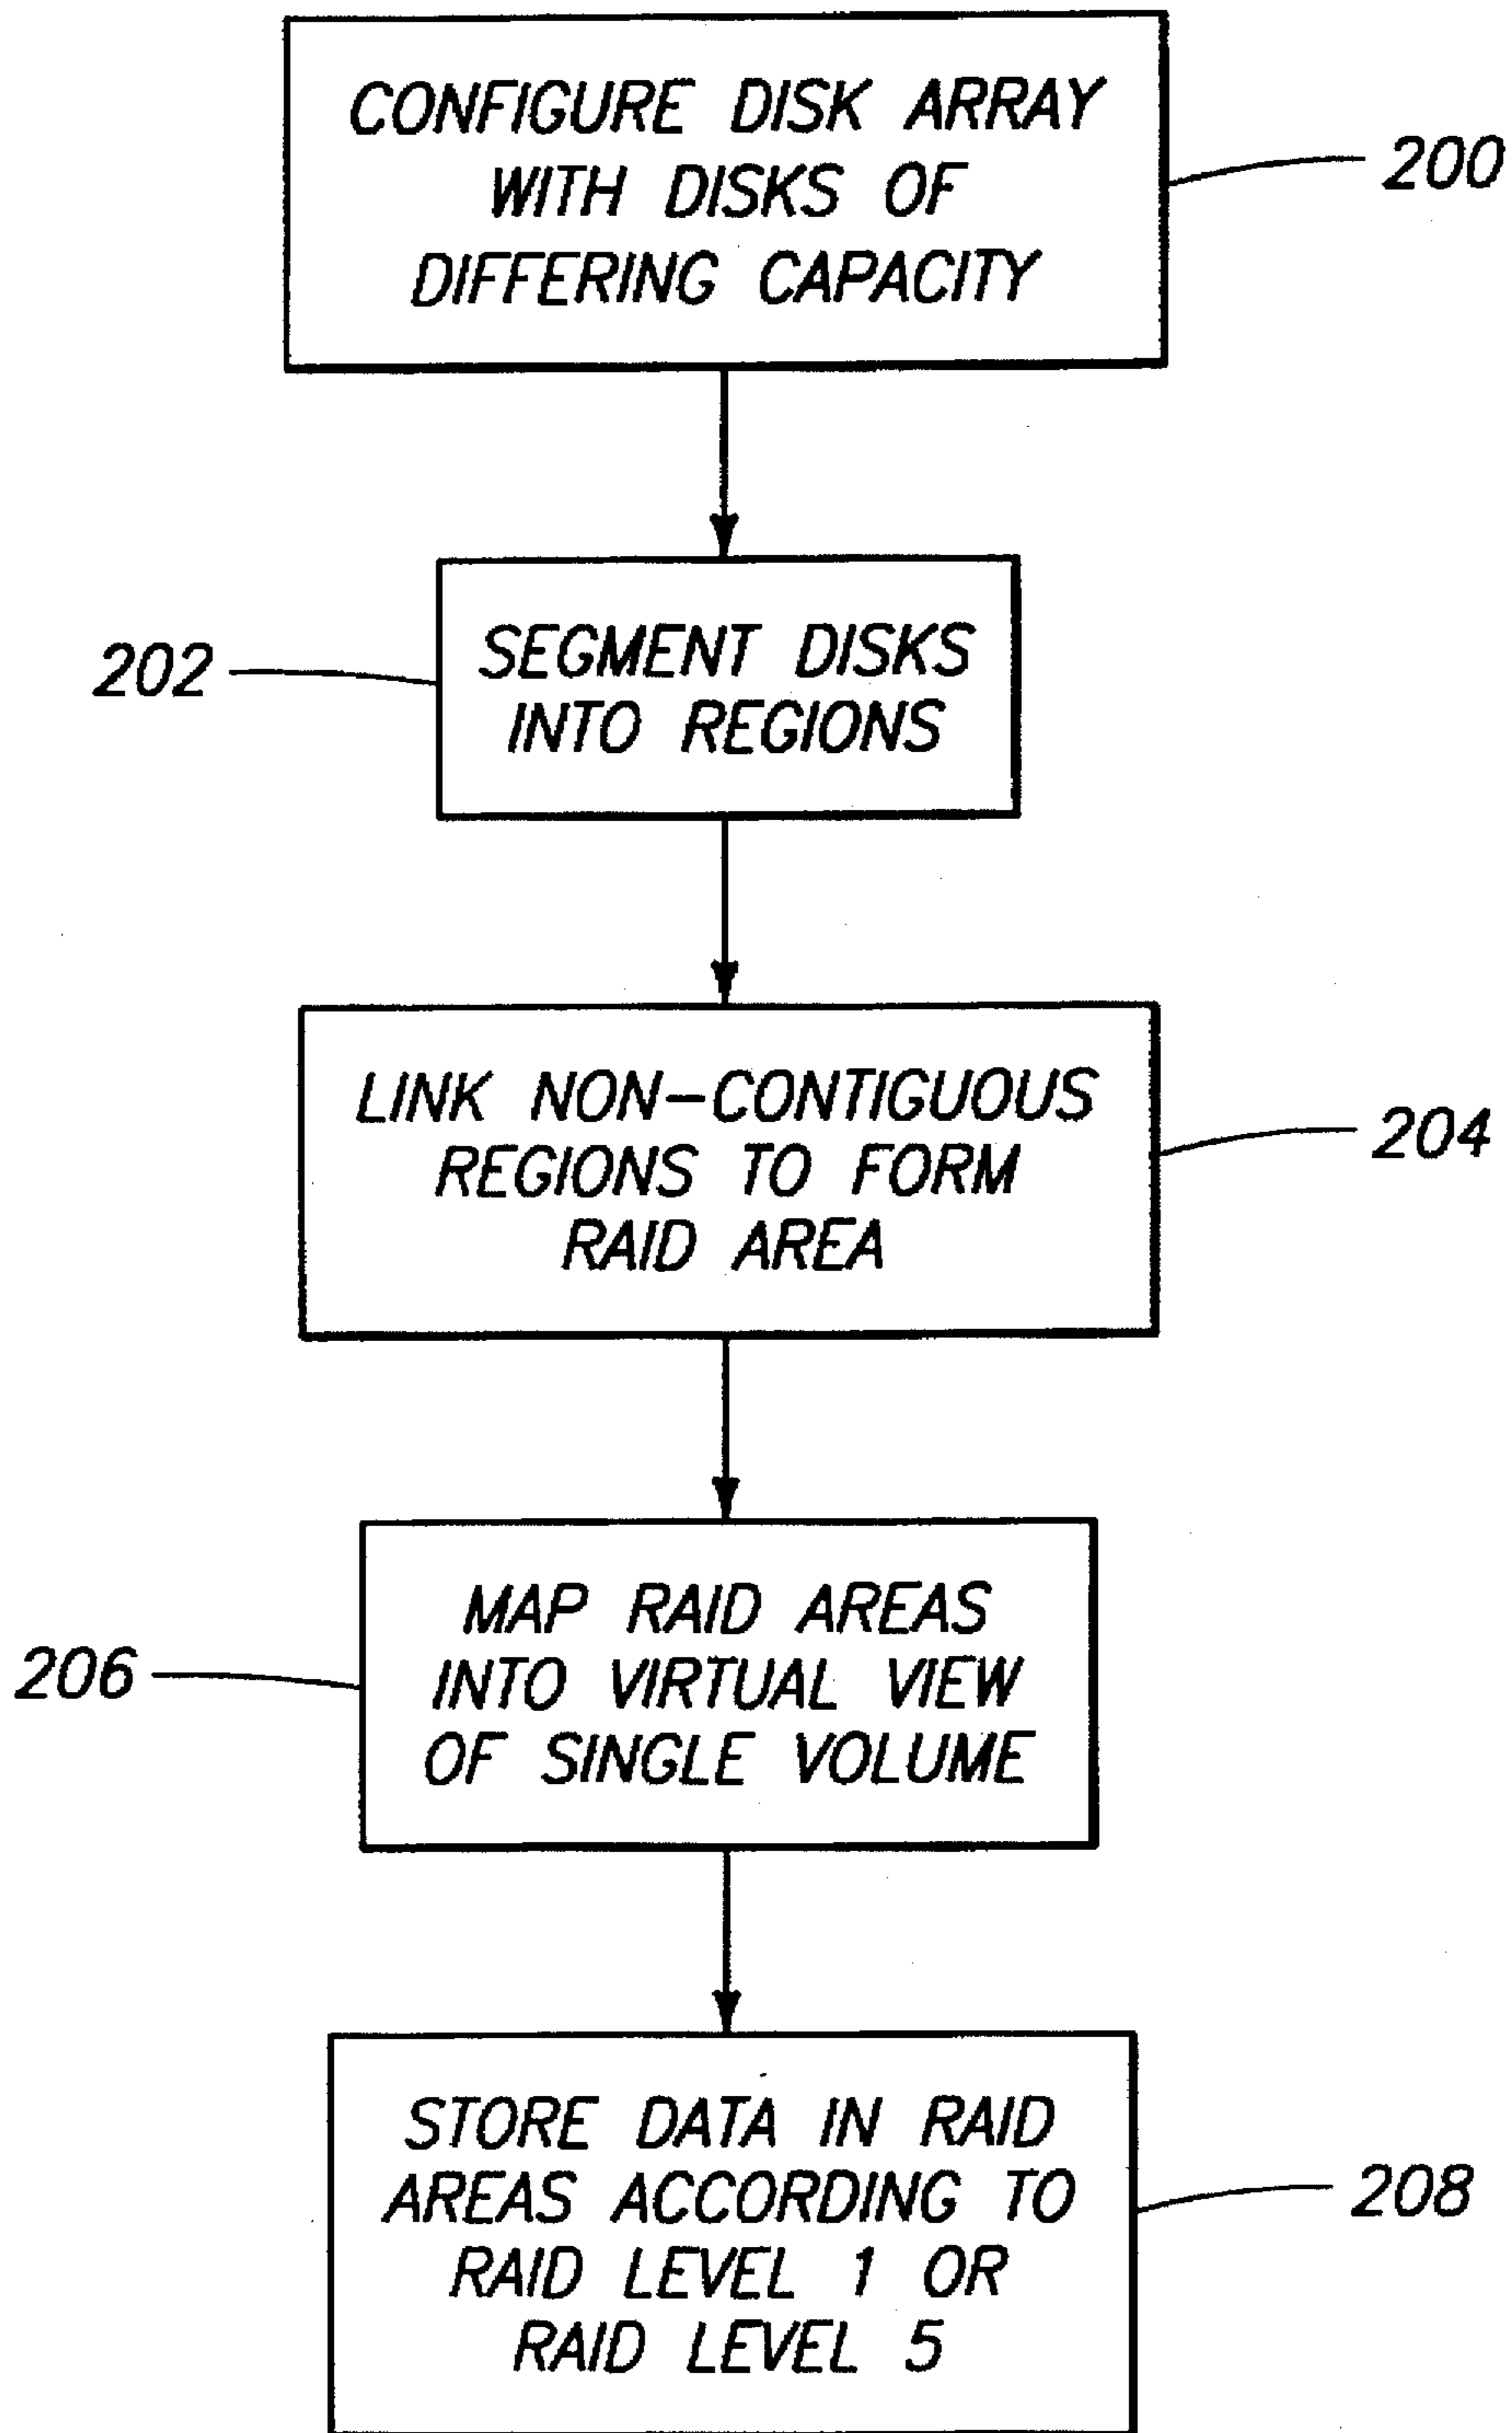 CONFIGURE DISK ARRAY
WITH DISKS OF
DIFFERING CAPACITY
200
SEGMENT DISKS
INTO REGIONS
202
LINK NON-CONTIGUOUS
REGIONS TO FORM
RAID AREA
204
MAP RAID AREAS
INTO VIRTUAL VIEW
OF SINGLE VOLUME
206
STORE DATA IN RAID
AREAS ACCORDING TO
RAID LEVEL 1 OR
RAID LEVEL 5
208